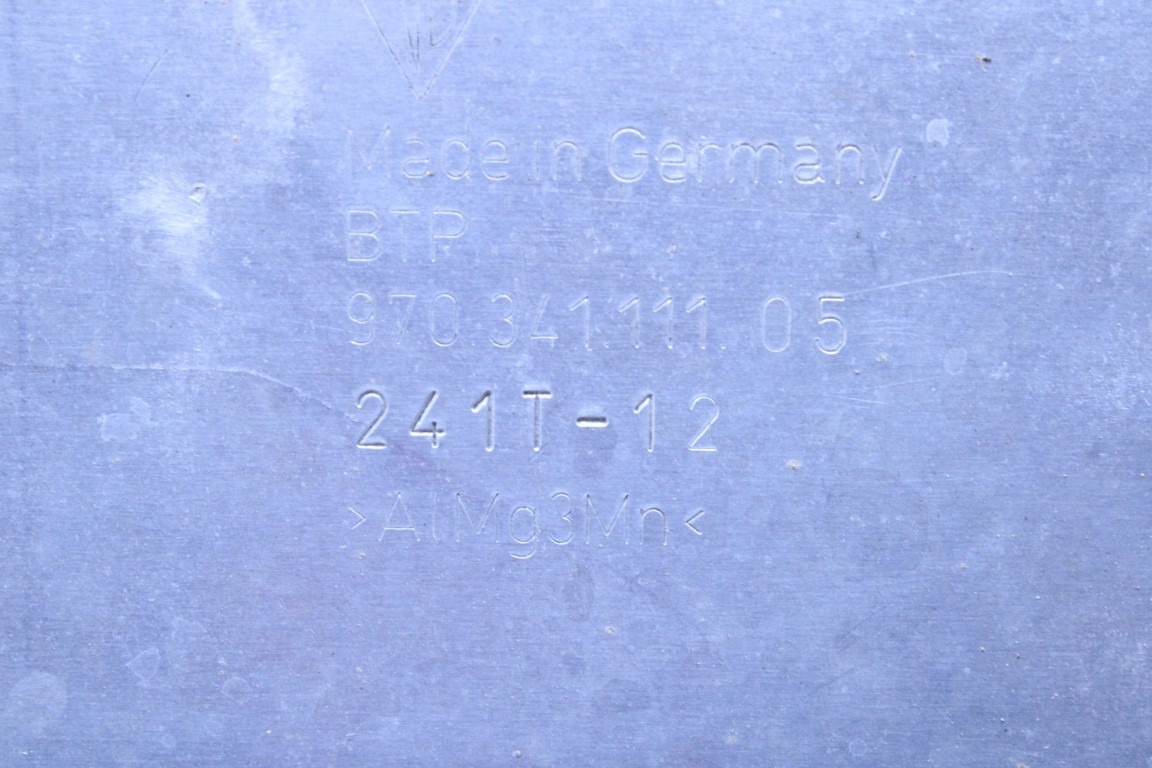 Made in Germany
BTP
970.341.111.05
241T-12
>AlMg3Mn<